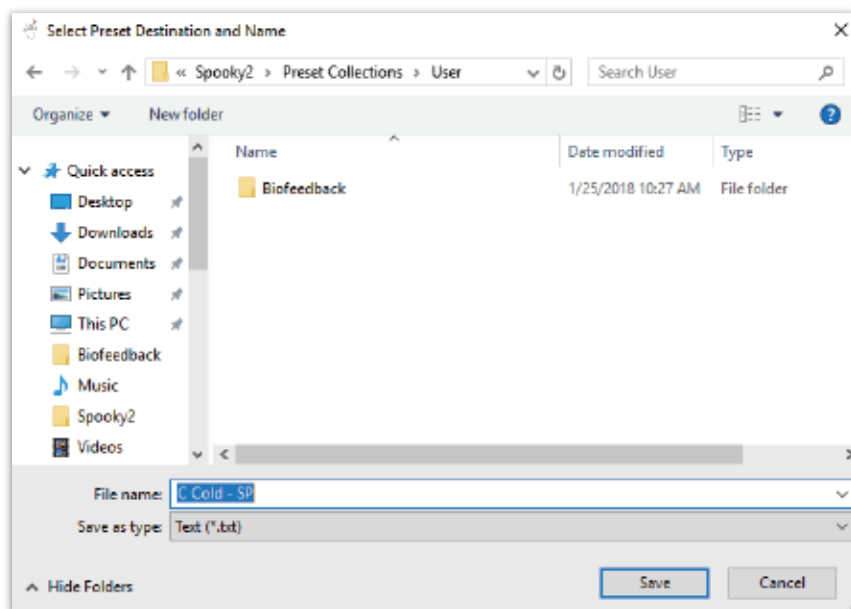 Select Preset Destination and Name
« Spooky2 > Preset Collections > User
Search User
Organize
New folder
Name
Date modified
Type
Quick access
Desktop
Downloads
Documents
Pictures
This PC
Biofeedback
Music
Spooky2
Videos
Biofeedback
1/25/2018 10:27 AM
File folder
File name:
C Cold - SP
Save as type:
Text (*.txt)
Hide Folders
Save
Cancel